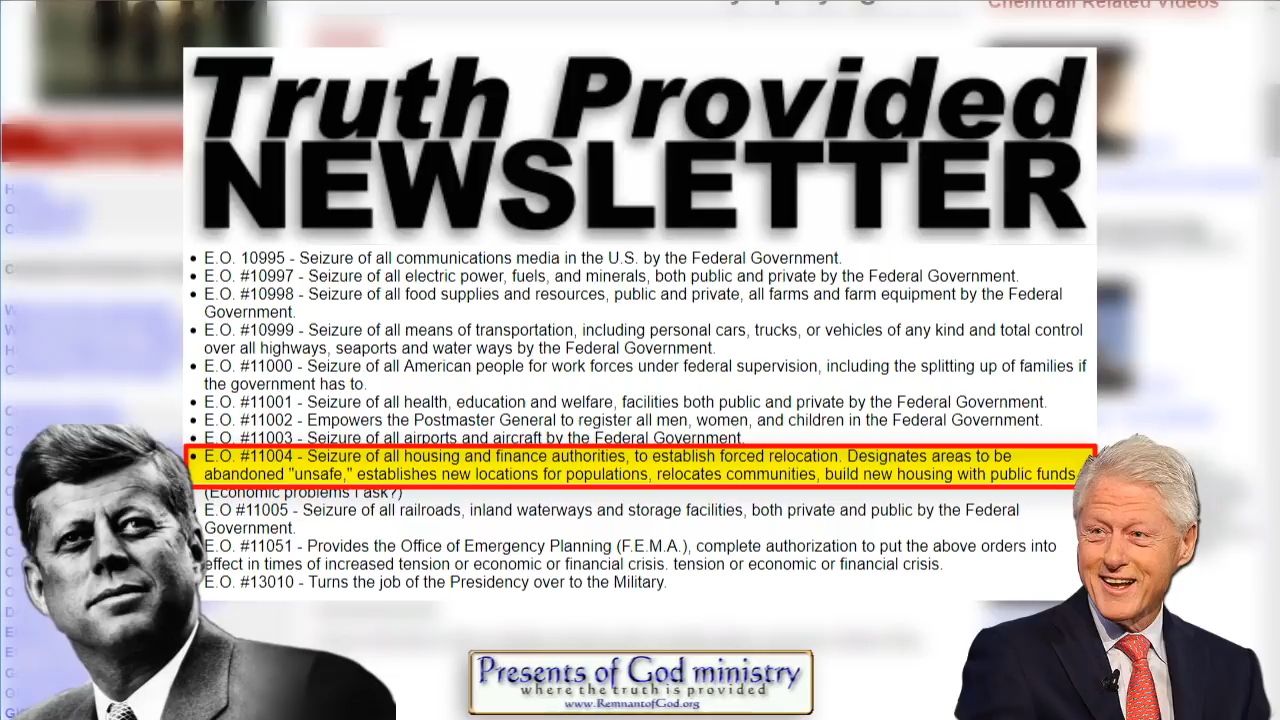 Chemtrail Related Videos
Truth Provided
NEWSLETTER
• E.O. 10995 - Seizure of all communications media in the U.S. by the Federal Government.
• E.O. #10997 - Seizure of all electric power, fuels, and minerals, both public and private by the Federal Government.
• E.O. #10998 - Seizure of all food supplies and resources, public and private, all farms and farm equipment by the Federal
Government.
• E.O. #10999 - Seizure of all means of transportation, including personal cars, trucks, or vehicles of any kind and total control
over all highways, seaports and water ways by the Federal Government.
• E.O. #11000 - Seizure of all American people for work forces under federal supervision, including the splitting up of families if
the government has to.
• E.O. #11001 - Seizure of all health, education and welfare, facilities both public and private by the Federal Government.
• E.O. #11002 - Empowers the Postmaster General to register all men, women, and children in the Federal Government.
• E.O. #11003 - Seizure of all airports and aircraft by the Federal Government.
• E.O. #11004 - Seizure of all housing and finance authorities, to establish forced relocation. Designates areas to be
abandoned "unsafe," establishes new locations for populations, relocates communities, build new housing with public funds
(Economic problems I ask?)
E.O #11005 - Seizure of all railroads, inland waterways and storage facilities, both private and public by the Federal
Government.
E.O. #11051 - Provides the Office of Emergency Planning (F.E.M.A.), complete authorization to put the above orders into
effect in times of increased tension or economic or financial crisis. tension or economic or financial crisis.
E.O. #13010 - Turns the job of the Presidency over to the Military.
Presents of God ministry
where the truth is provided
www.RemnantofGod.org